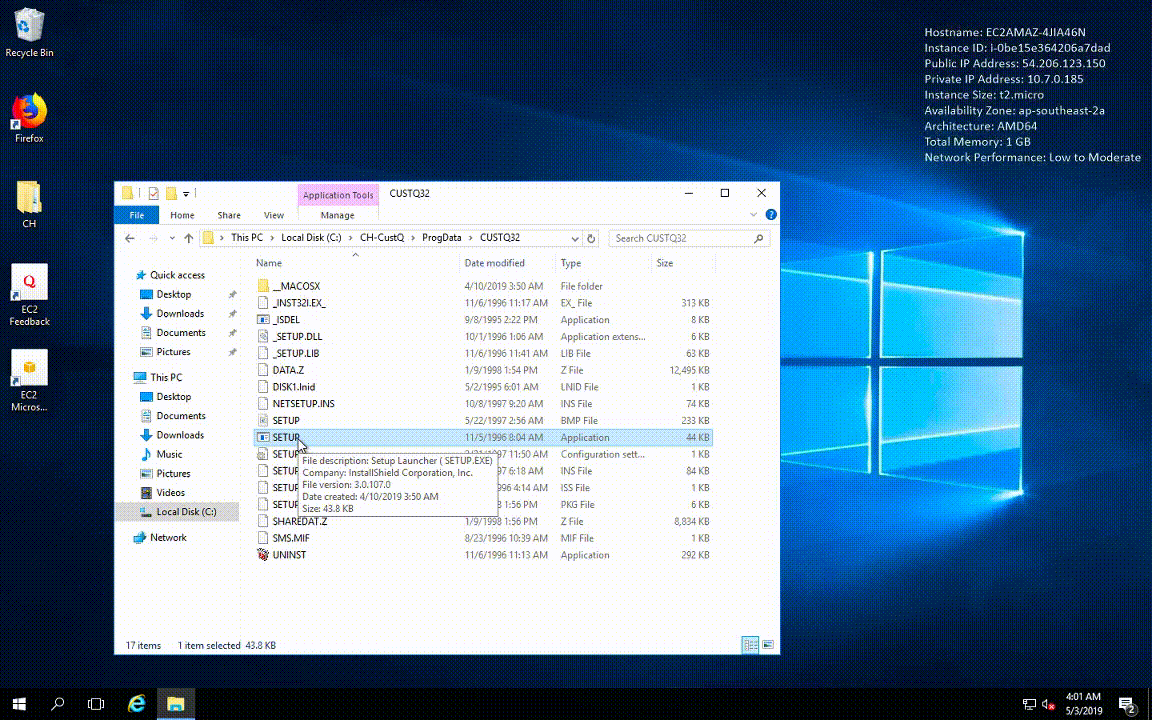 Recycle Bin
Firefox
CH
EC2
Feedback
EC2
Micros...
Hostname: EC2AMAZ-4JIA46N
Instance ID: i-0be15e364206a7dad
Public IP Address: 54.206.123.150
Private IP Address: 10.7.0.185
Instance Size: t2.micro
Availability Zone: ap-southeast-2a
Architecture: AMD64
Total Memory: 1 GB
Network Performance: Low to Moderate
Application Tools CUSTQ32
File Home Share View Manage
This PC > Local Disk (C:) > CH-CustQ > ProgData > CUSTQ32 Search CUSTQ32
Quick access
Desktop
Downloads
Documents
Pictures
This PC
Desktop
Documents
Downloads
Music
Pictures
Videos
Local Disk (C:)
Network
Name Date modified Type Size
__MACOSX 4/10/2019 3:50 AM File folder
_INST32I.EX_ 11/6/1996 11:17 AM EX_ File 313 KB
_ISDEL 9/8/1995 2:22 PM Application 8 KB
_SETUP.DLL 10/1/1996 1:06 AM Application extens... 6 KB
_SETUP.LIB 11/6/1996 11:41 AM LIB File 63 KB
DATA.Z 1/9/1998 1:54 PM Z File 12,495 KB
DISK1.lnid 5/2/1995 6:01 AM LNID File 1 KB
NETSETUP.INS 10/8/1997 9:20 AM INS File 74 KB
SETUP 5/22/1997 2:56 AM BMP File 233 KB
SETUP 11/5/1996 8:04 AM Application 44 KB
SETUP 11:50 AM Configuration sett... 1 KB
SETUP 6:18 AM INS File 84 KB
SETUP 4:14 AM ISS File 1 KB
SETUP 1:56 PM PKG File 6 KB
SHAREDAT.Z 1/9/1998 1:56 PM Z File 8,834 KB
SMS.MIF 8/23/1996 10:39 AM MIF File 1 KB
UNINST 11/6/1996 11:13 AM Application 292 KB
File description: Setup Launcher ( SETUP.EXE)
Company: InstallShield Corporation, Inc.
File version: 3.0.107.0
Date created: 4/10/2019 3:50 AM
Size: 43.8 KB
17 items 1 item selected 43.8 KB
4:01 AM
5/3/2019
2